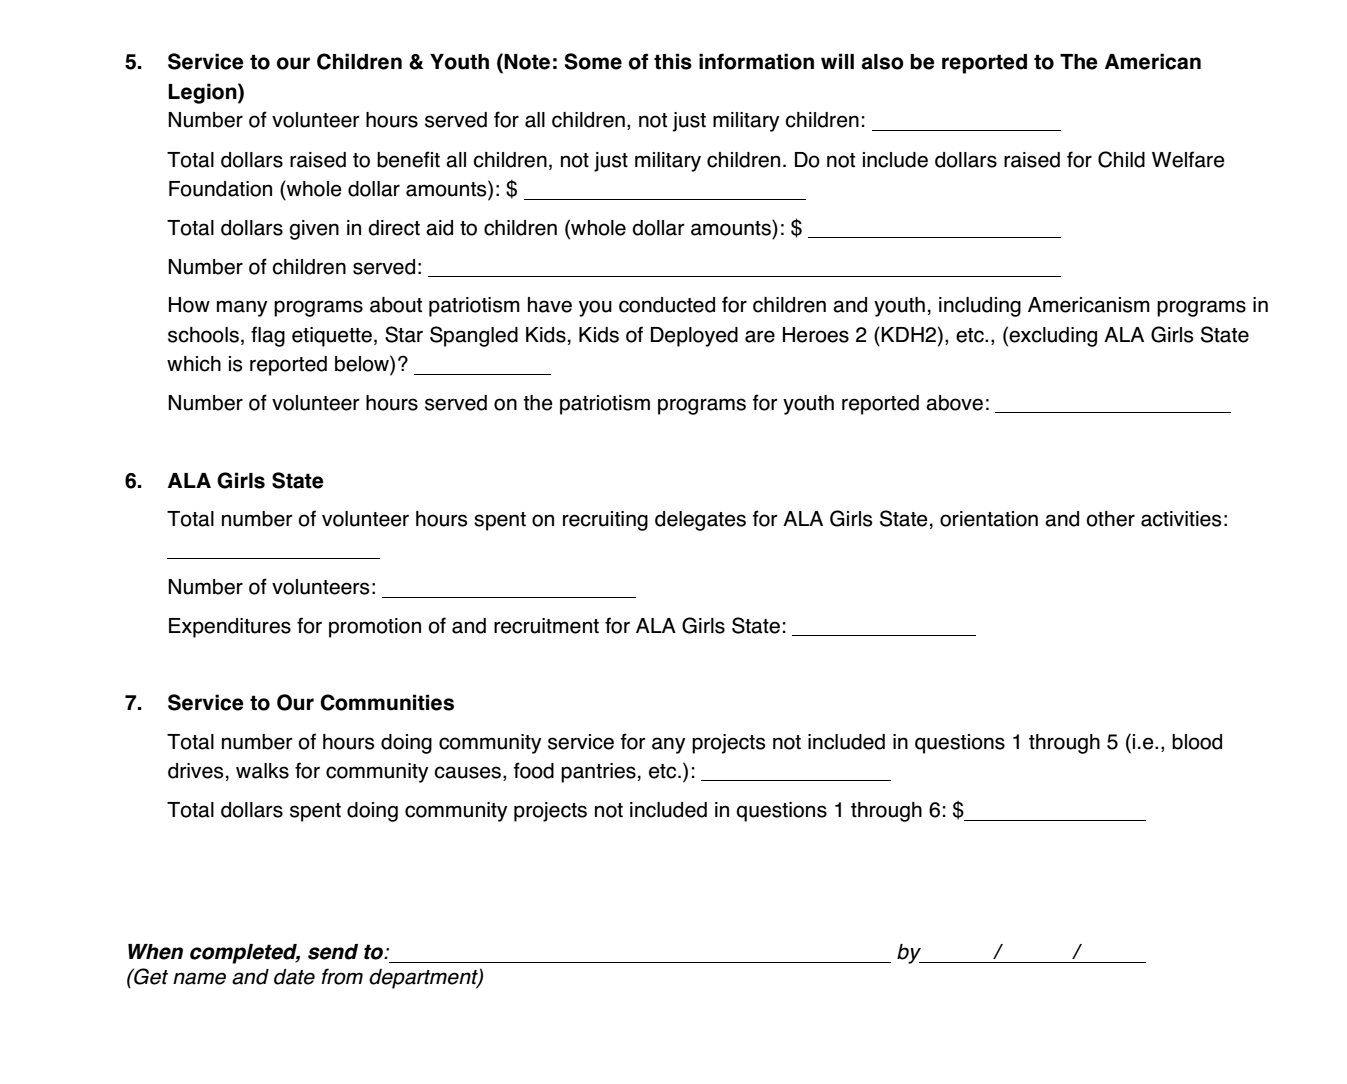 5. Service to our Children & Youth (Note: Some of this information will also be reported to The American
Legion)
Number of volunteer hours served for all children, not just military children: 
Total dollars raised to benefit all children, not just military children. Do not include dollars raised for Child Welfare
Foundation (whole dollar amounts): $
Total dollars given in direct aid to children (whole dollar amounts): $
Number of children served:
How many programs about patriotism have you conducted for children and youth, including Americanism programs in
schools, flag etiquette, Star Spangled Kids, Kids of Deployed are Heroes 2 (KDH2), etc., (excluding ALA Girls State
which is reported below)?
Number of volunteer hours served on the patriotism programs for youth reported above:
6. ALA Girls State
Total number of volunteer hours spent on recruiting delegates for ALA Girls State, orientation and other activities:
Number of volunteers:
Expenditures for promotion of and recruitment for ALA Girls State:
7. Service to Our Communities
Total number of hours doing community service for any projects not included in questions 1 through 5 (i.e., blood
drives, walks for community causes, food pantries, etc.):
Total dollars spent doing community projects not included in questions 1 through 6: $
When completed, send to: by / /
(Get name and date from department)